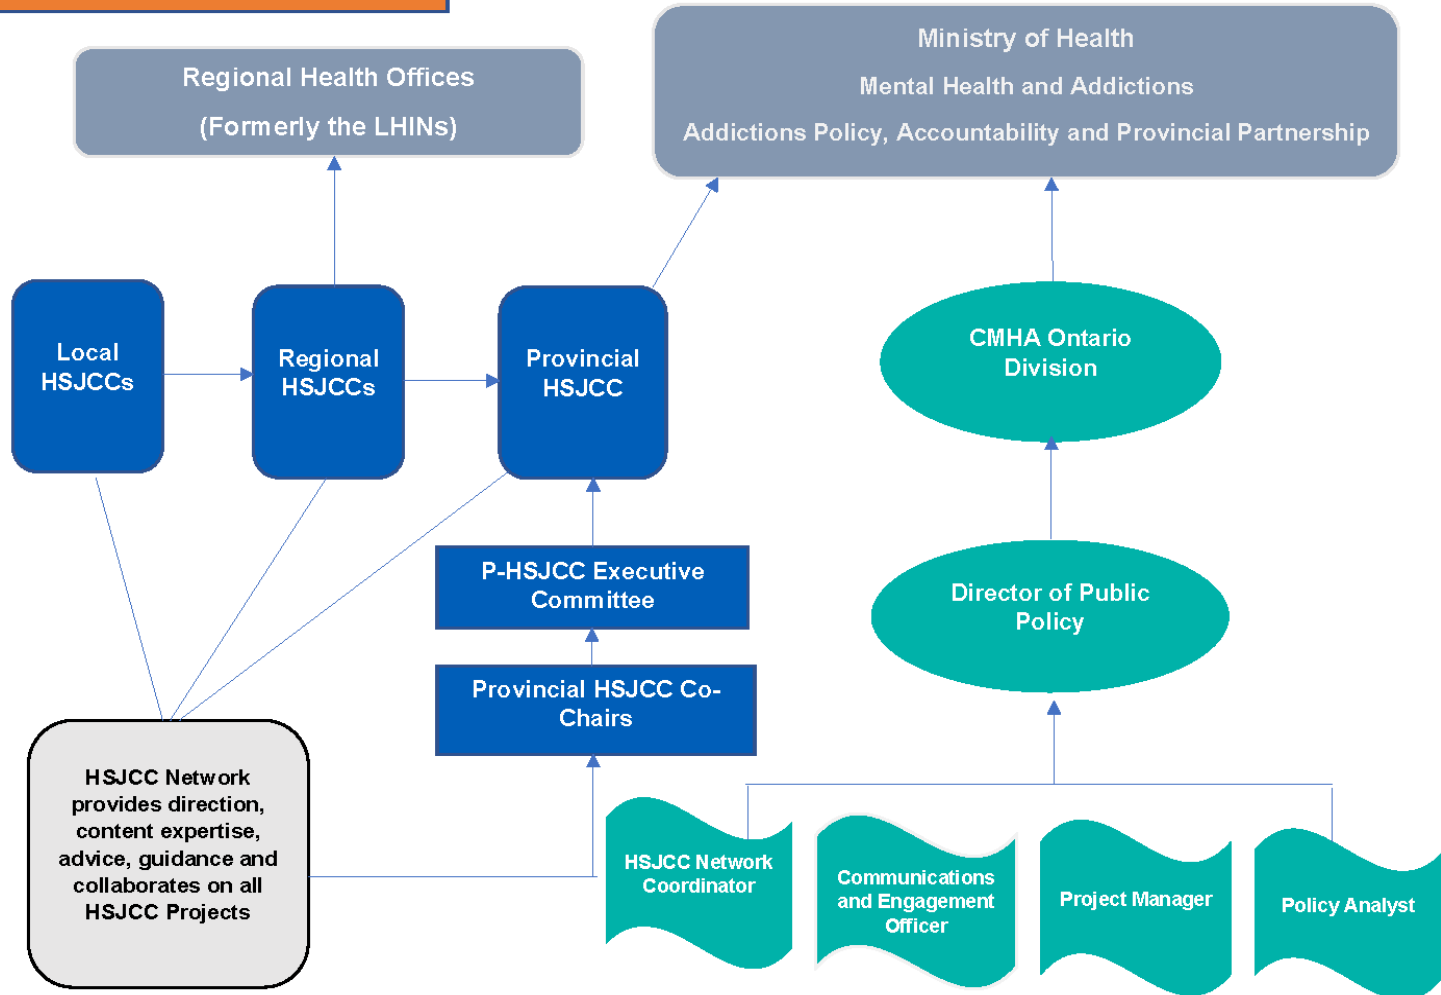 Regional Health Offices
(Formerly the LHINs)
Ministry of Health
Mental Health and Addictions
Addictions Policy, Accountability and Provincial Partnership
Local
HSJCCs
Regional
HSJCCs
Provincial
HSJCC
CMHA Ontario
Division
P-HSJCC Executive
Committee
Director of Public
Policy
Provincial HSJCC Co-
Chairs
HSJCC Network
provides direction,
content expertise,
advice, guidance and
collaborates on all
HSJCC Projects
HSJCC Network
Coordinator
Communications
and Engagement
Officer
Project Manager
Policy Analyst